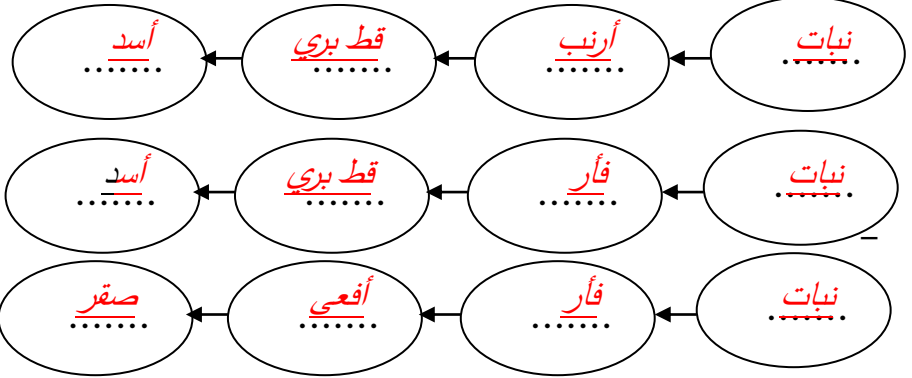 نبات أرنب قط بري أسد
نبات فأر قط بري أسد
نبات فأر أفعى صقر